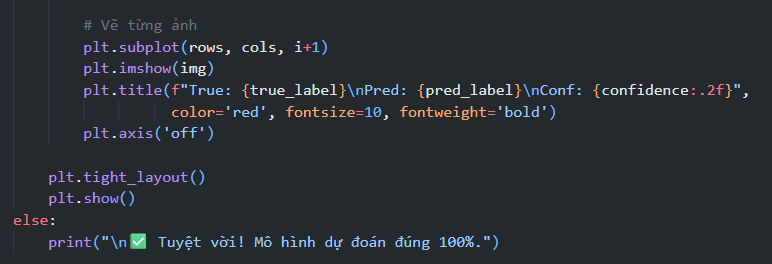 # Vẽ từng ảnh
plt.subplot(rows, cols, i+1)
plt.imshow(img)
plt.title(f"True: {true_label}\nPred: {pred_label}\nConf: {confidence:.2f}",
color='red', fontsize=10, fontweight='bold')
plt.axis('off')
plt.tight_layout()
plt.show()
else:
print("\n✅ Tuyệt vời! Mô hình dự đoán đúng 100%.")